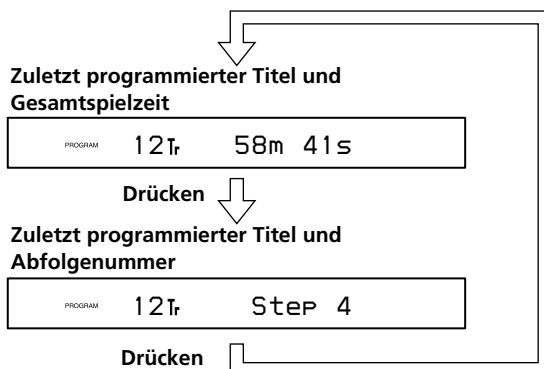 Zuletzt programmierter Titel und
Gesamtspielzeit
PROGRAM 12Tr 58m 41s
Drücken
Zuletzt programmierter Titel und
Abfolgenummer
PROGRAM 12Tr Step 4
Drücken